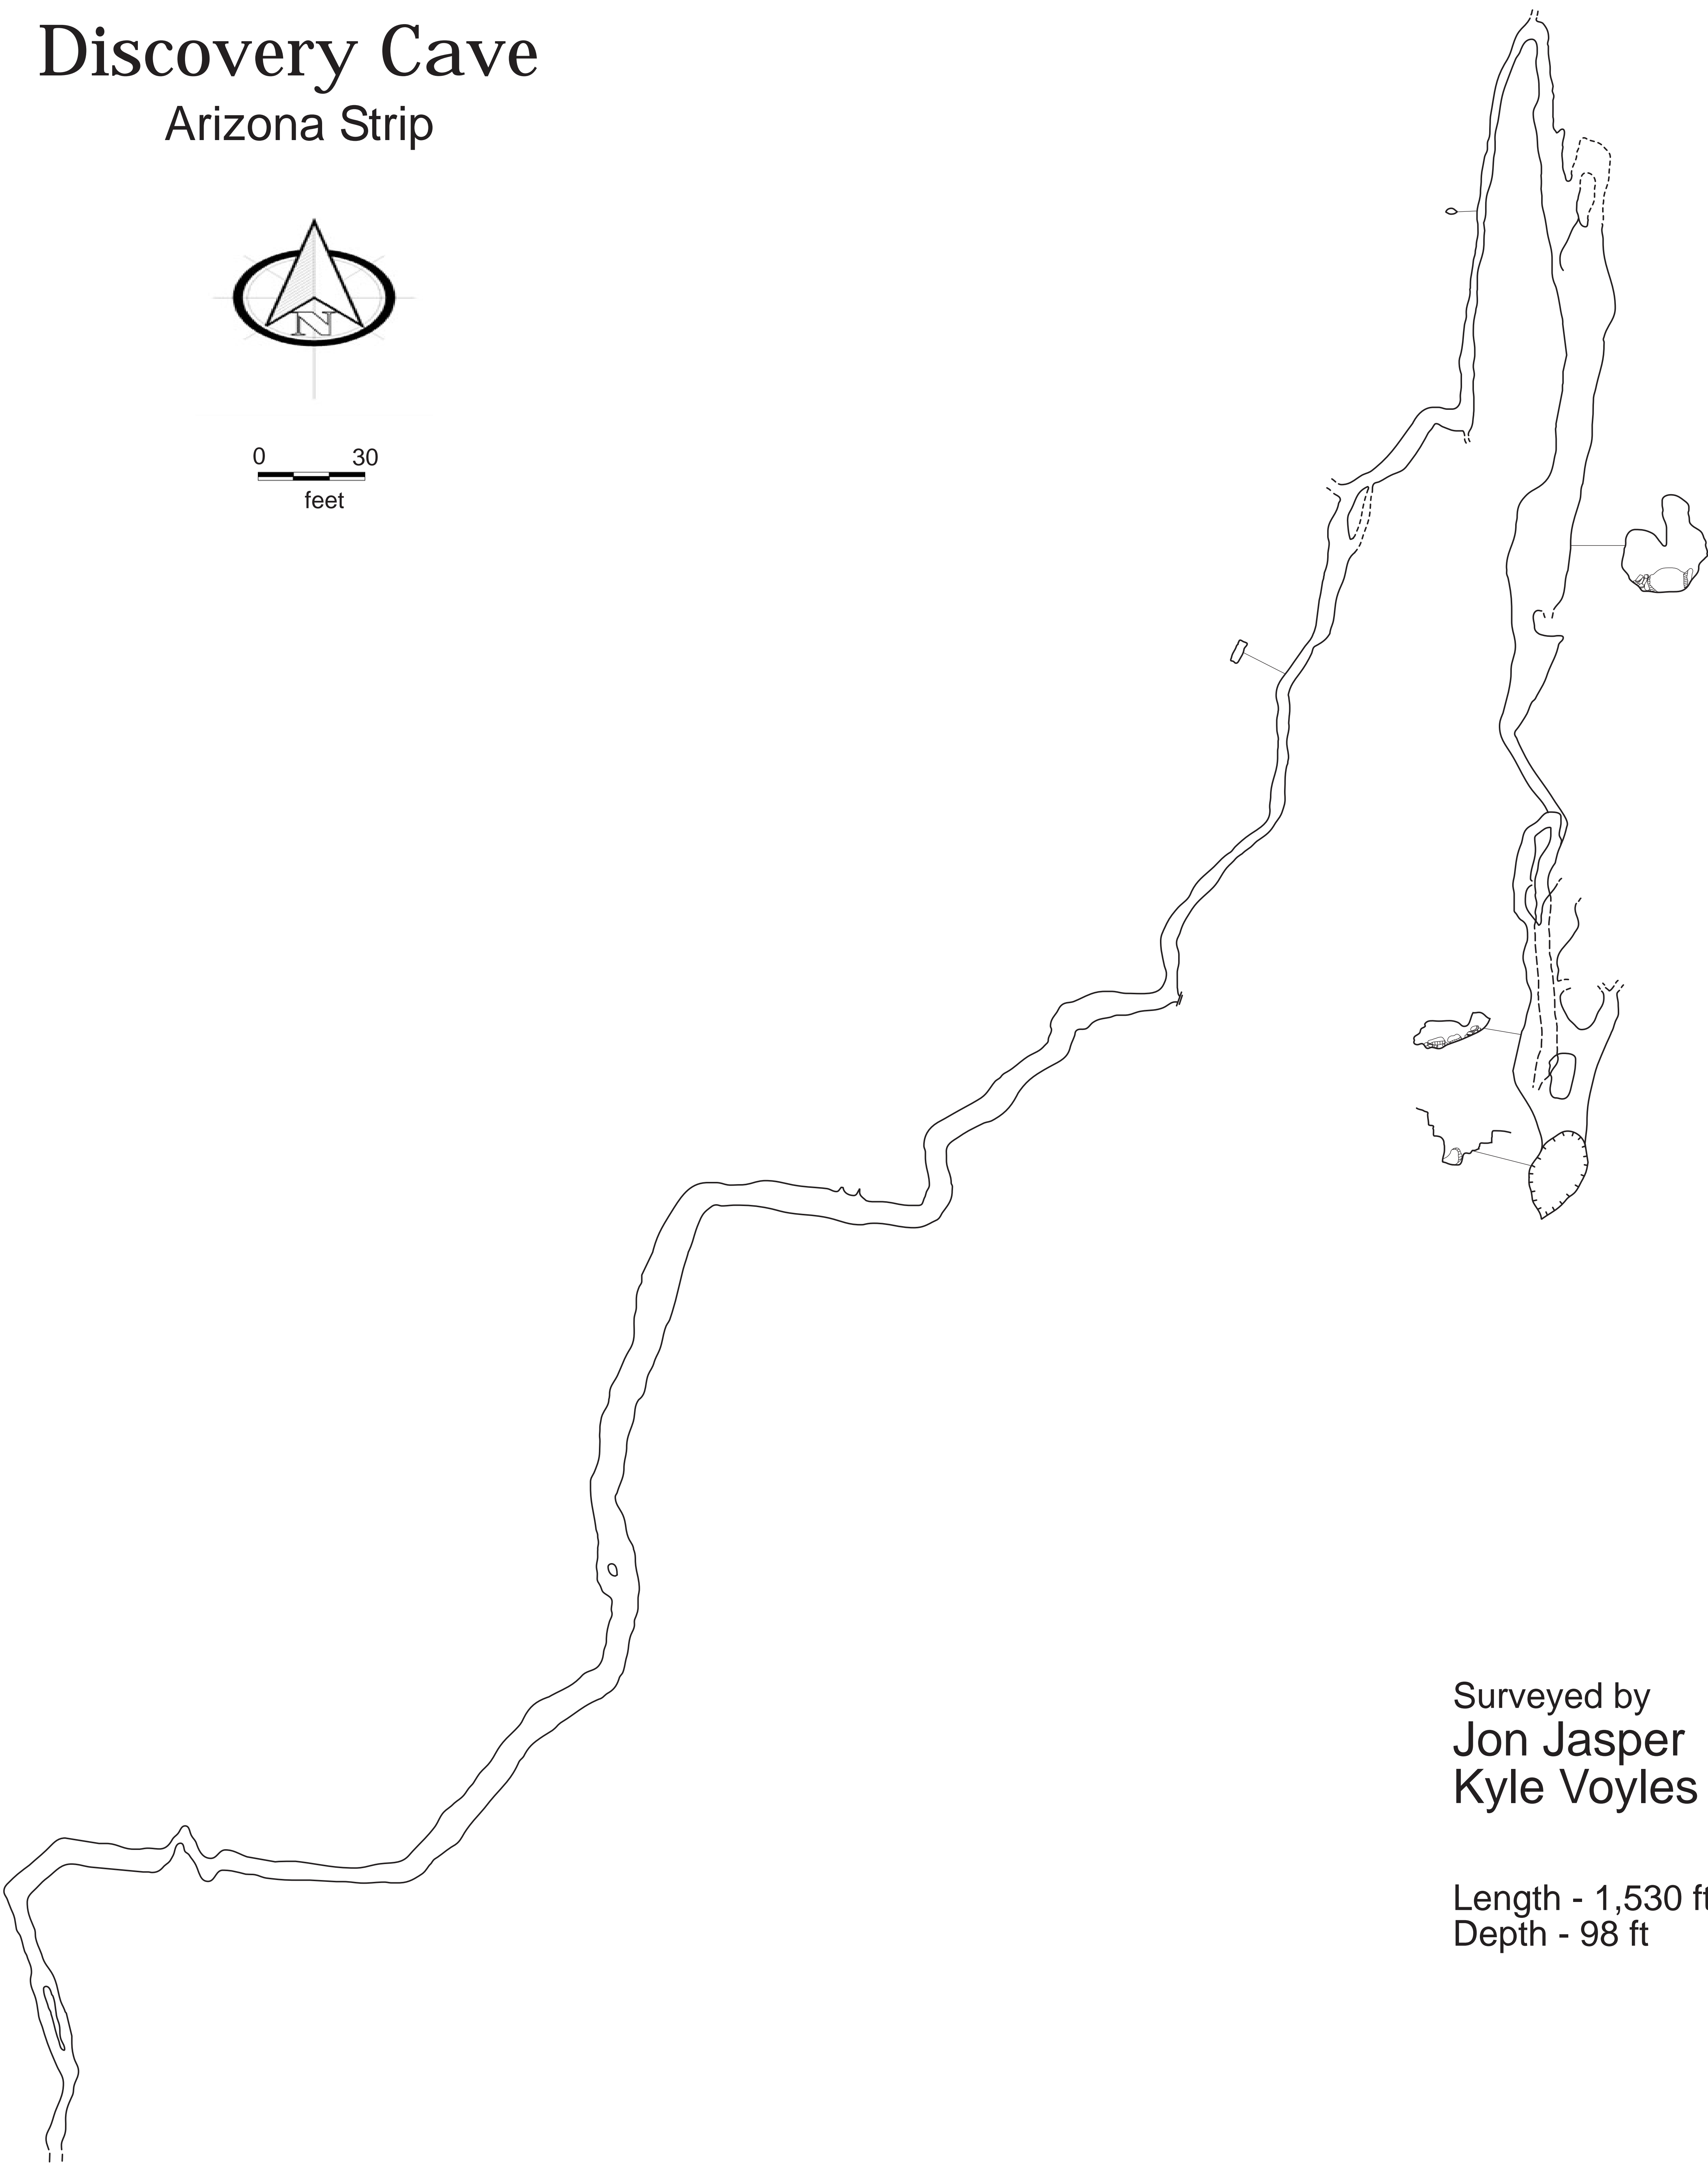 Discovery Cave
Arizona Strip
N
0 30
feet
Surveyed by
Jon Jasper
Kyle Voyles
Length - 1,530 ft
Depth - 98 ft